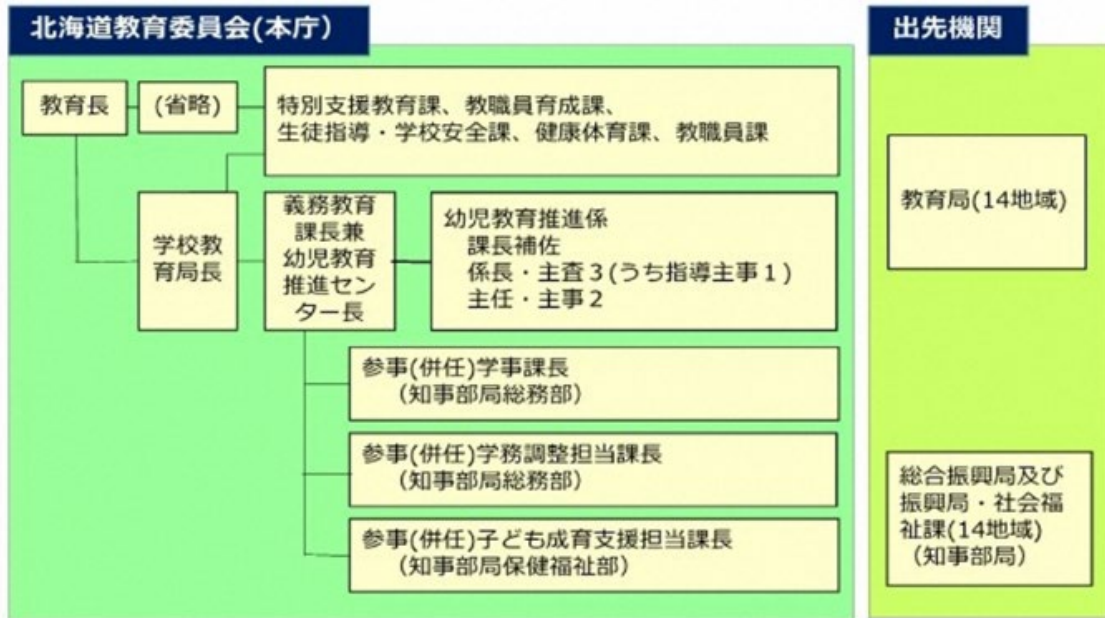 北海道教育委員会(本庁)
教育長
(省略)
特別支援教育課、教職員育成課、
生徒指導・学校安全課、健康体育課、教職員課
学校教
育局長
義務教育
課長兼
幼児教育
推進セン
ター長
幼児教育推進係
課長補佐
係長・主査3(うち指導主事1)
主任・主事2
参事(併任)学事課長
(知事部局総務部)
参事(併任)学務調整担当課長
(知事部局総務部)
参事(併任)子ども成育支援担当課長
(知事部局保健福祉部)
出先機関
教育局(14地域)
総合振興局及び
振興局・社会福
祉課(14地域)
(知事部局)